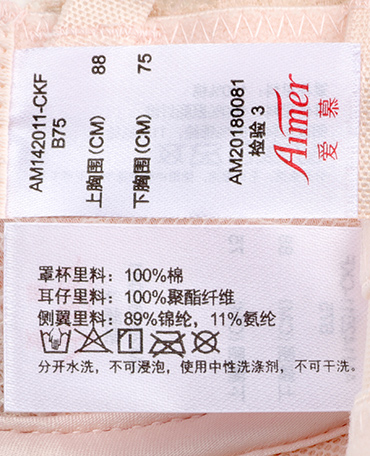 Aimer
爱慕
AM20180081
检验 3
下胸围(CM) 75
上胸围(CM) 88
B75
AM142011-CKF
罩杯里料：100%棉
耳仔里料：100%聚酯纤维
侧翼里料：89%锦纶，11%氨纶
分开水洗，不可浸泡，使用中性洗涤剂，不可干洗。